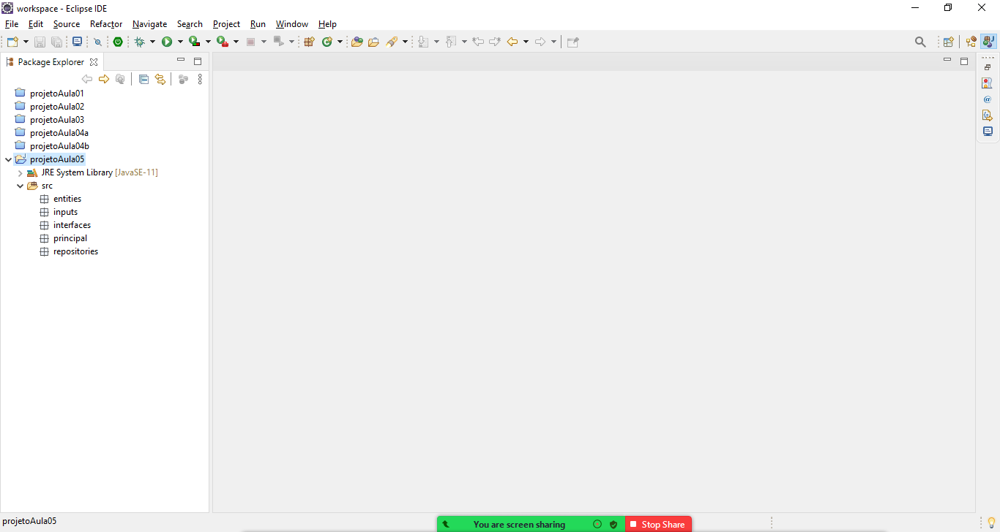 workspace - Eclipse IDE
File Edit Source Refactor Navigate Search Project Run Window Help
Package Explorer
projetoAula01
projetoAula02
projetoAula03
projetoAula04a
projetoAula04b
projetoAula05
JRE System Library [JavaSE-11]
src
entities
inputs
interfaces
principal
repositories
projetoAula05
You are screen sharing
Stop Share